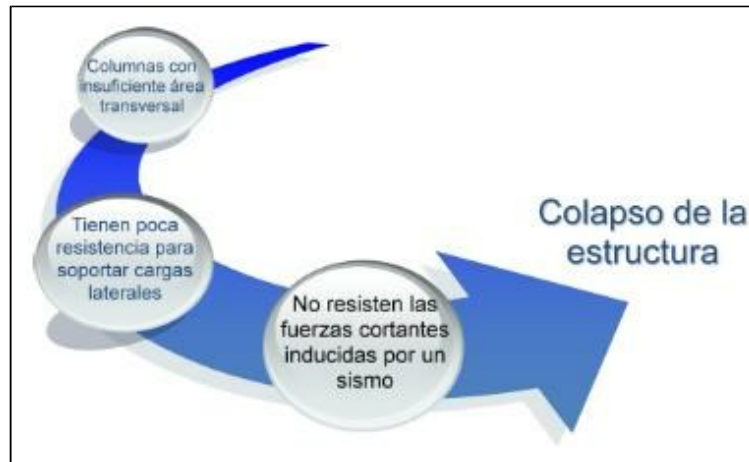 Columnas con
insuficiente área
transversal
Tienen poca
resistencia para
soportar cargas
laterales
No resisten las
fuerzas cortantes
inducidas por un
sismo
Colapso de la
estructura